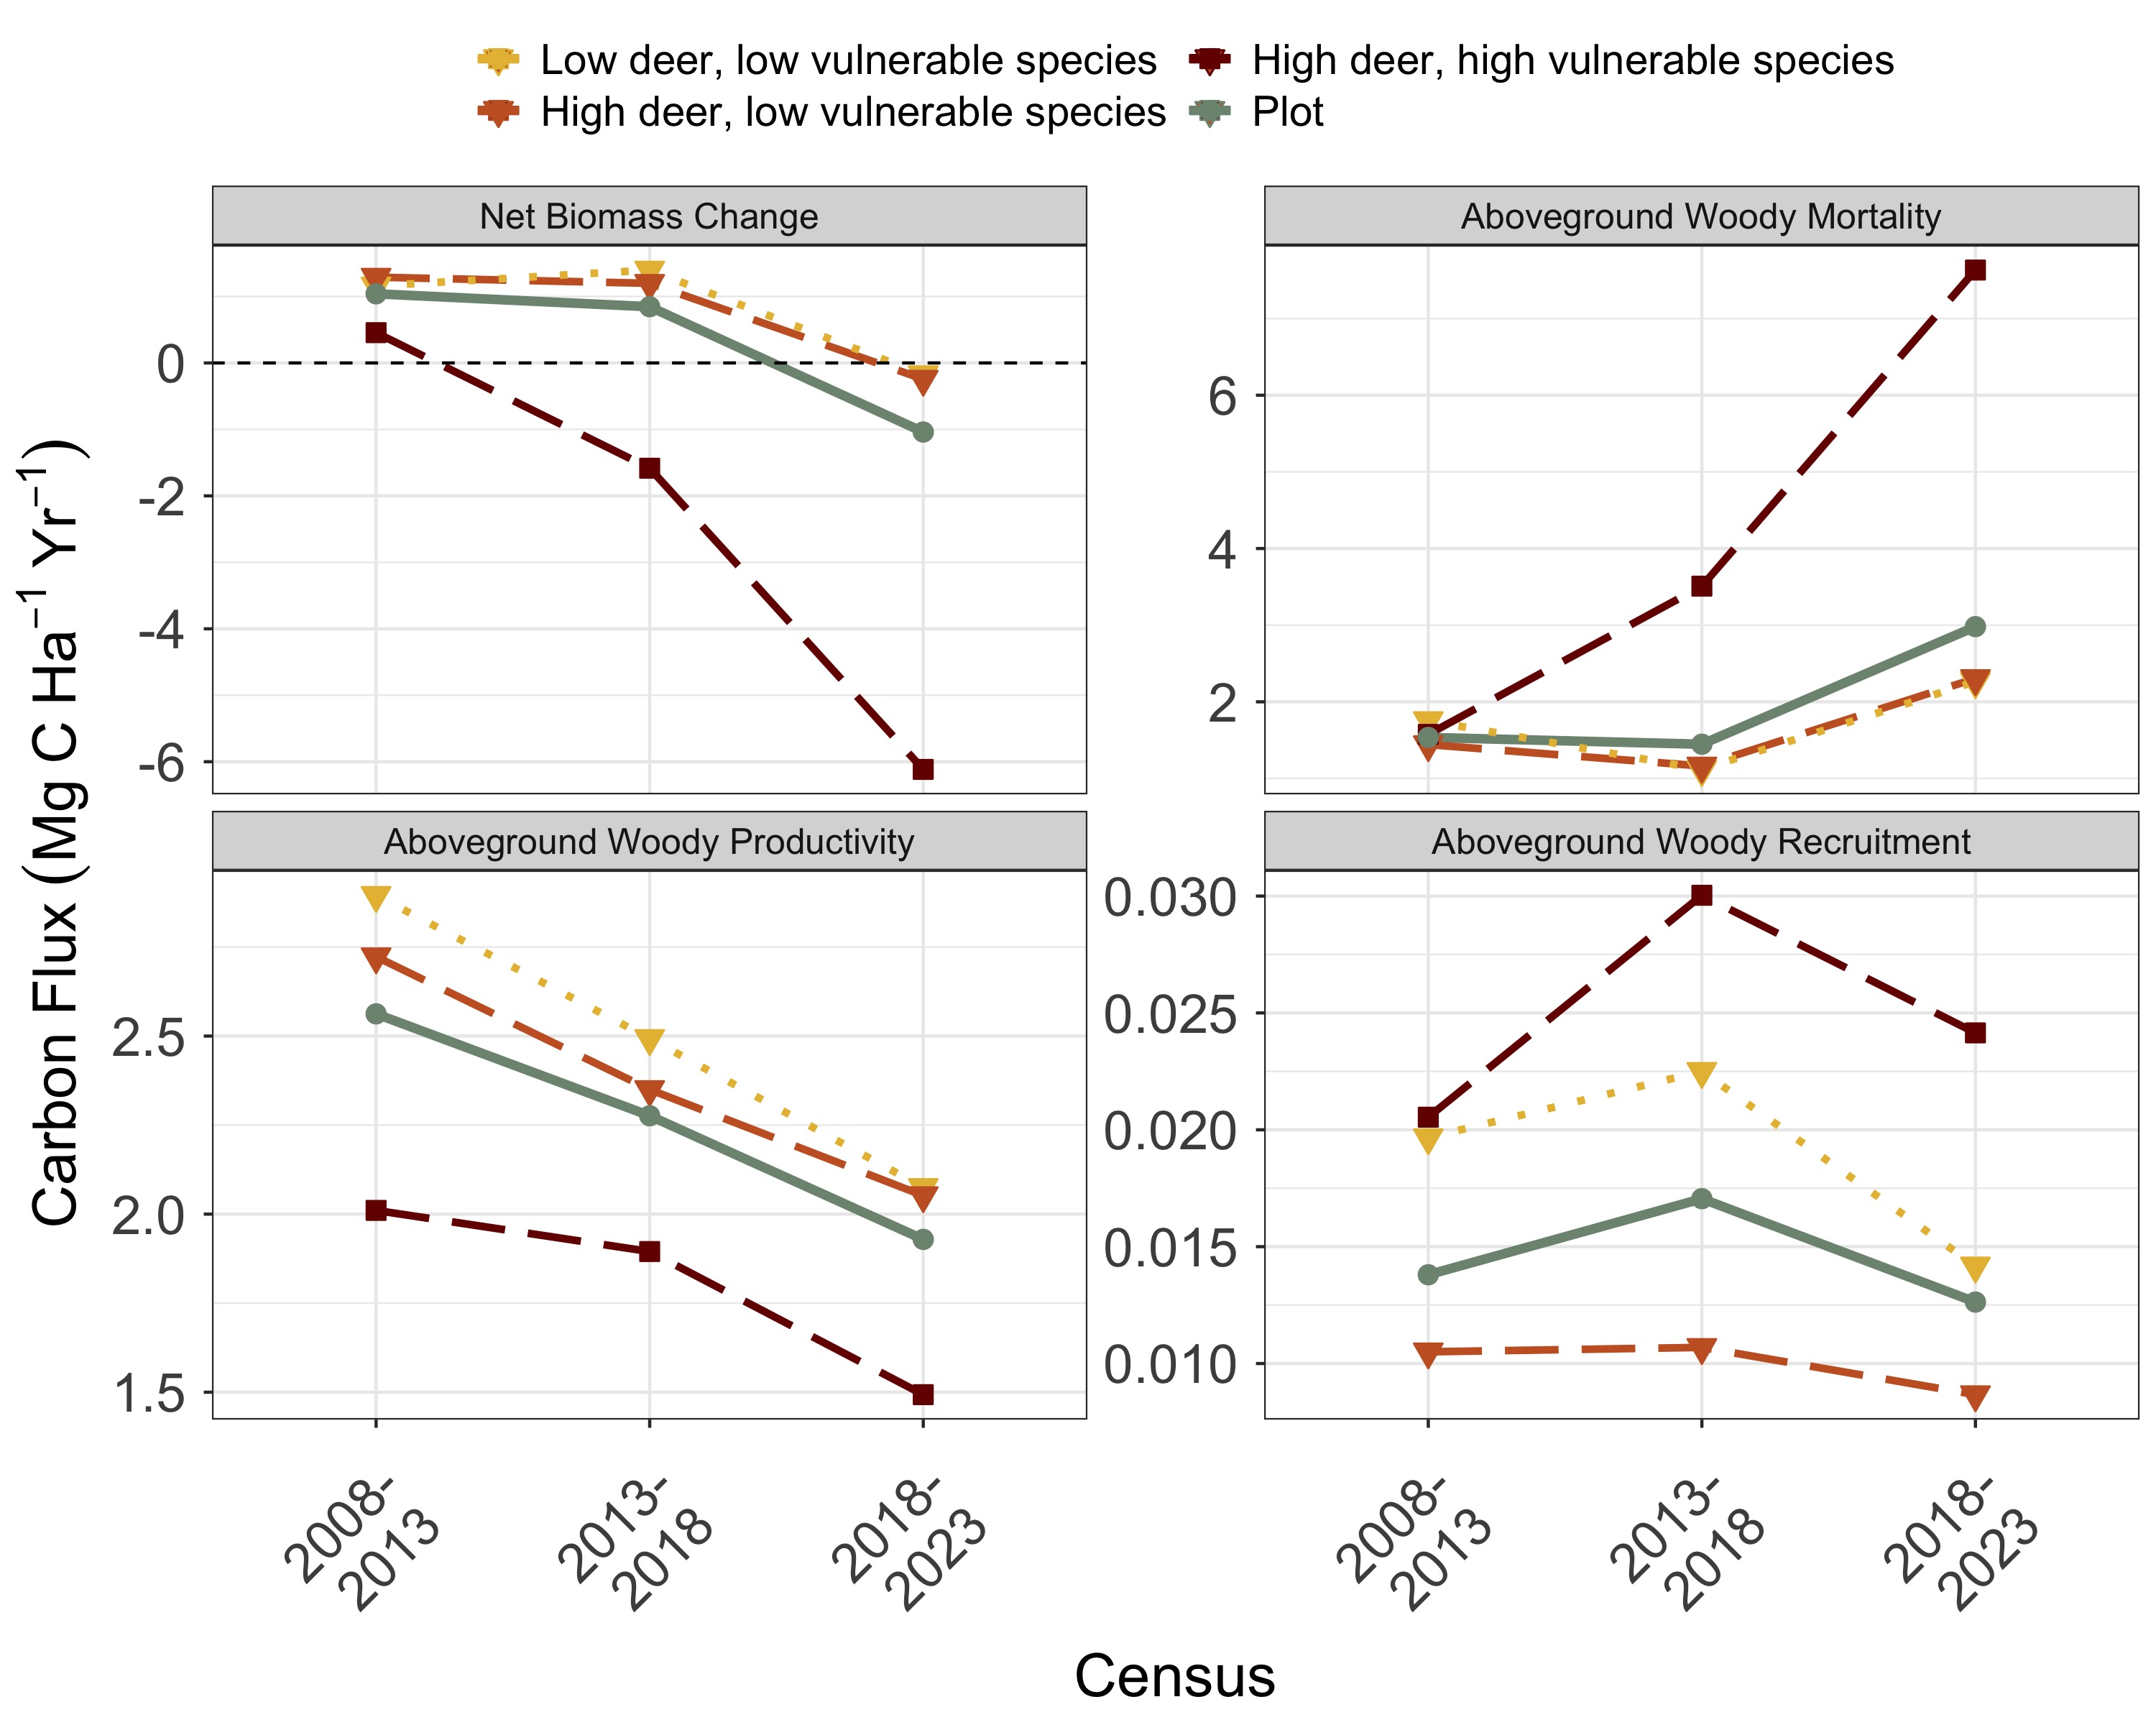 Low deer, low vulnerable species
High deer, high vulnerable species
High deer, low vulnerable species
Plot
Carbon Flux (Mg C Ha⁻¹ Yr⁻¹)
Net Biomass Change
0
-2
-4
-6
Aboveground Woody Mortality
6
4
2
Aboveground Woody Productivity
2.5
2.0
1.5
Aboveground Woody Recruitment
0.030
0.025
0.020
0.015
0.010
2008-
2013
2013-
2018
2018-
2023
2008-
2013
2013-
2018
2018-
2023
Census